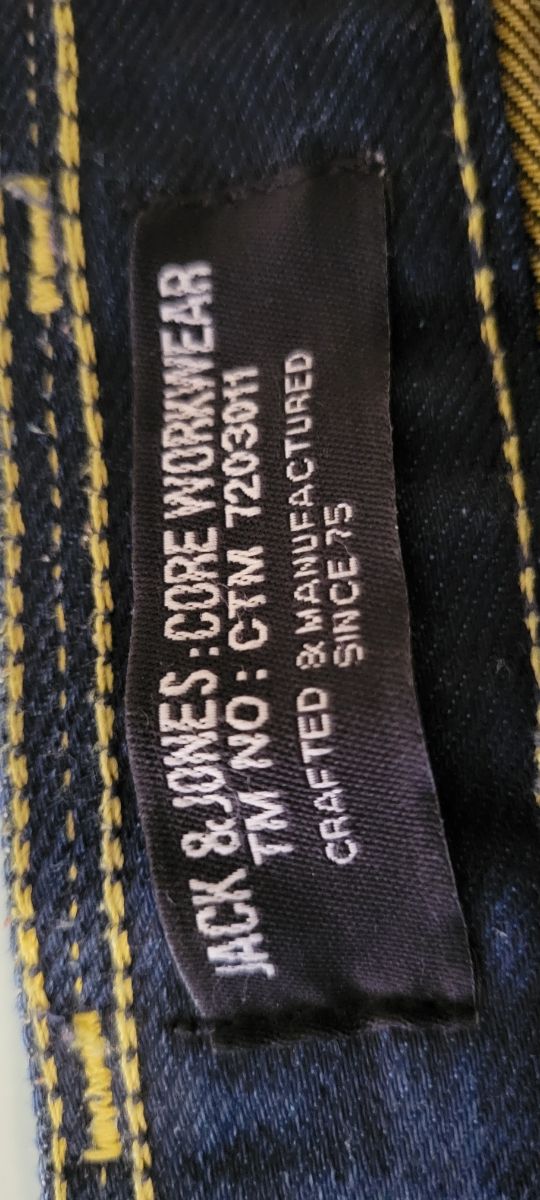 JACK & JONES : CORE WORKWEAR
TM NO : CTM 7203011
CRAFTED & MANUFACTURED
SINCE 75